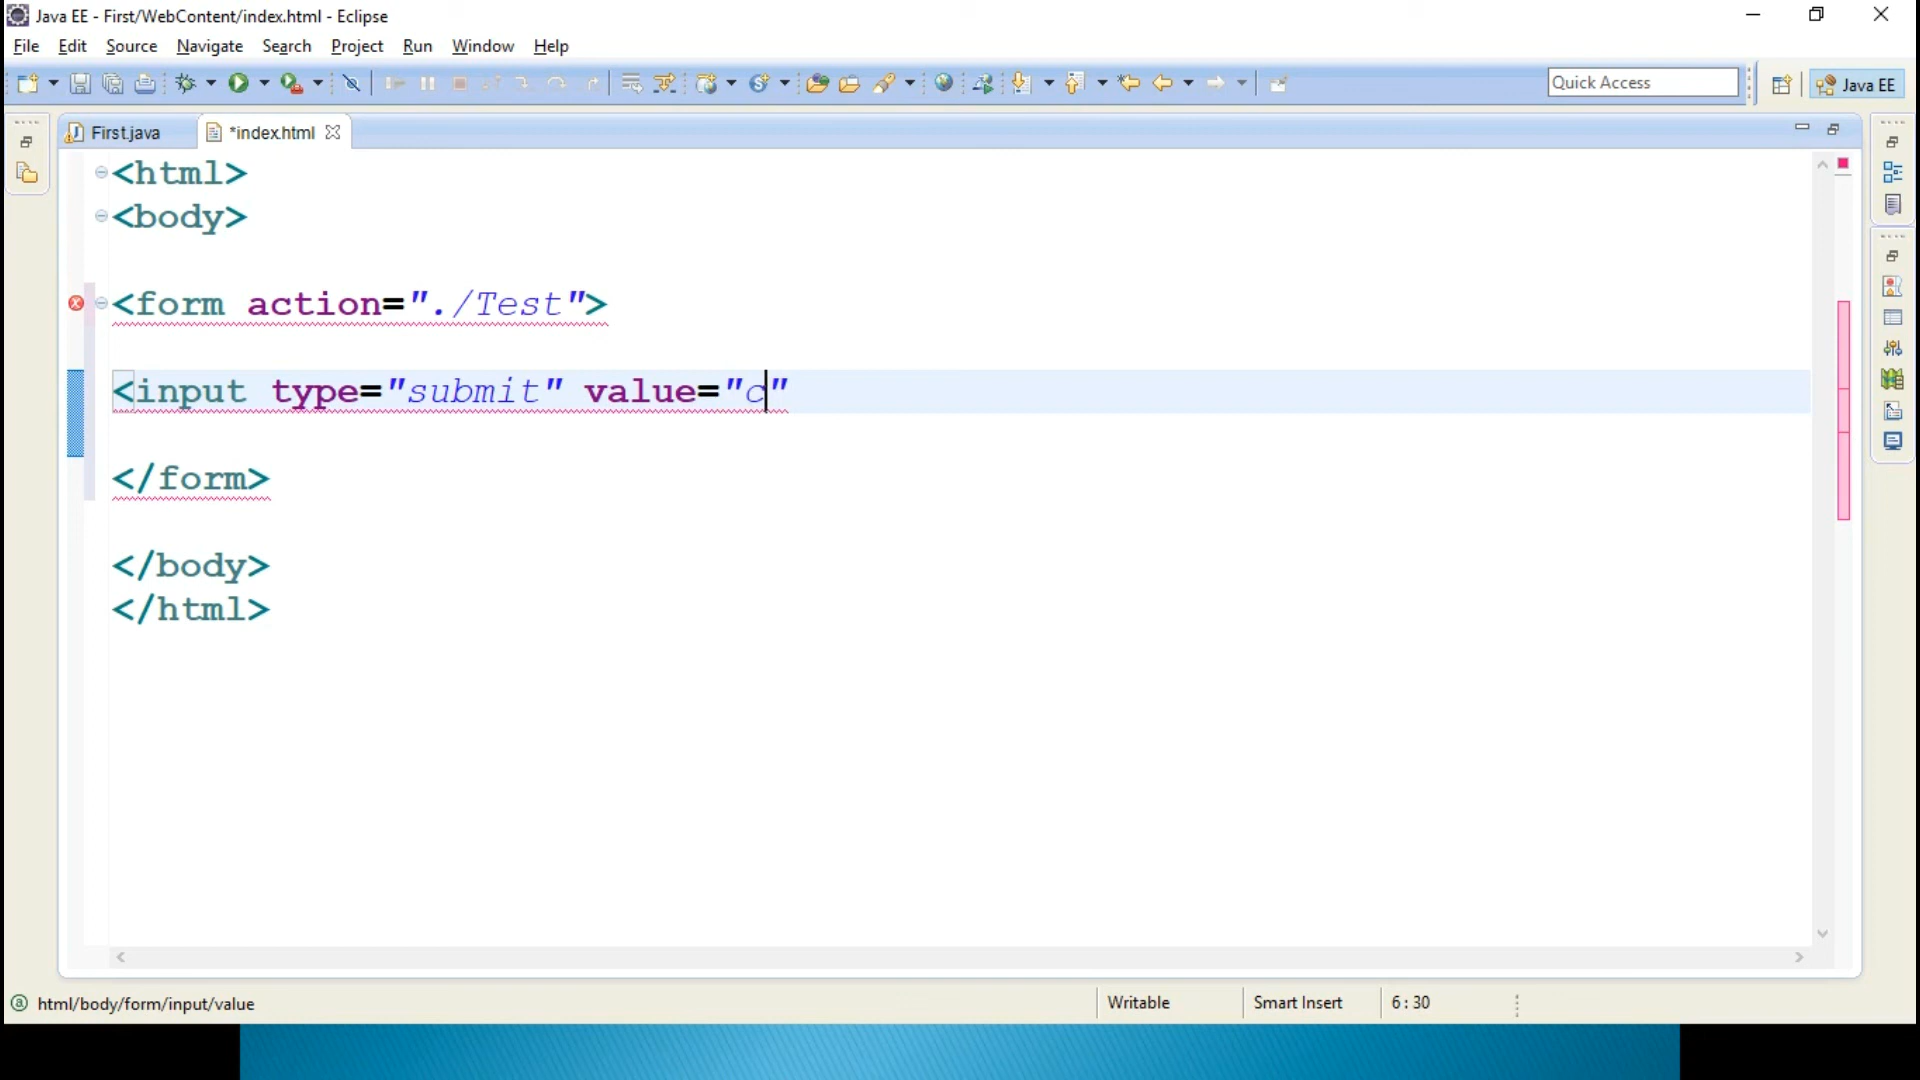 Java EE - First/WebContent/index.html - Eclipse
File Edit Source Navigate Search Project Run Window Help
Quick Access
Java EE
First.java
*index.html
<html>
<body>
<form action="./Test">
<input type="submit" value="c"
</form>
</body>
</html>
html/body/form/input/value
Writable
Smart Insert
6 : 30